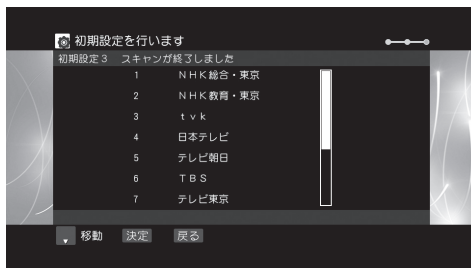 初期設定を行います
初期設定3 スキャンが終了しました
1 NHK総合・東京
2 NHK教育・東京
3 tvk
4 日本テレビ
5 テレビ朝日
6 TBS
7 テレビ東京
移動 決定 戻る